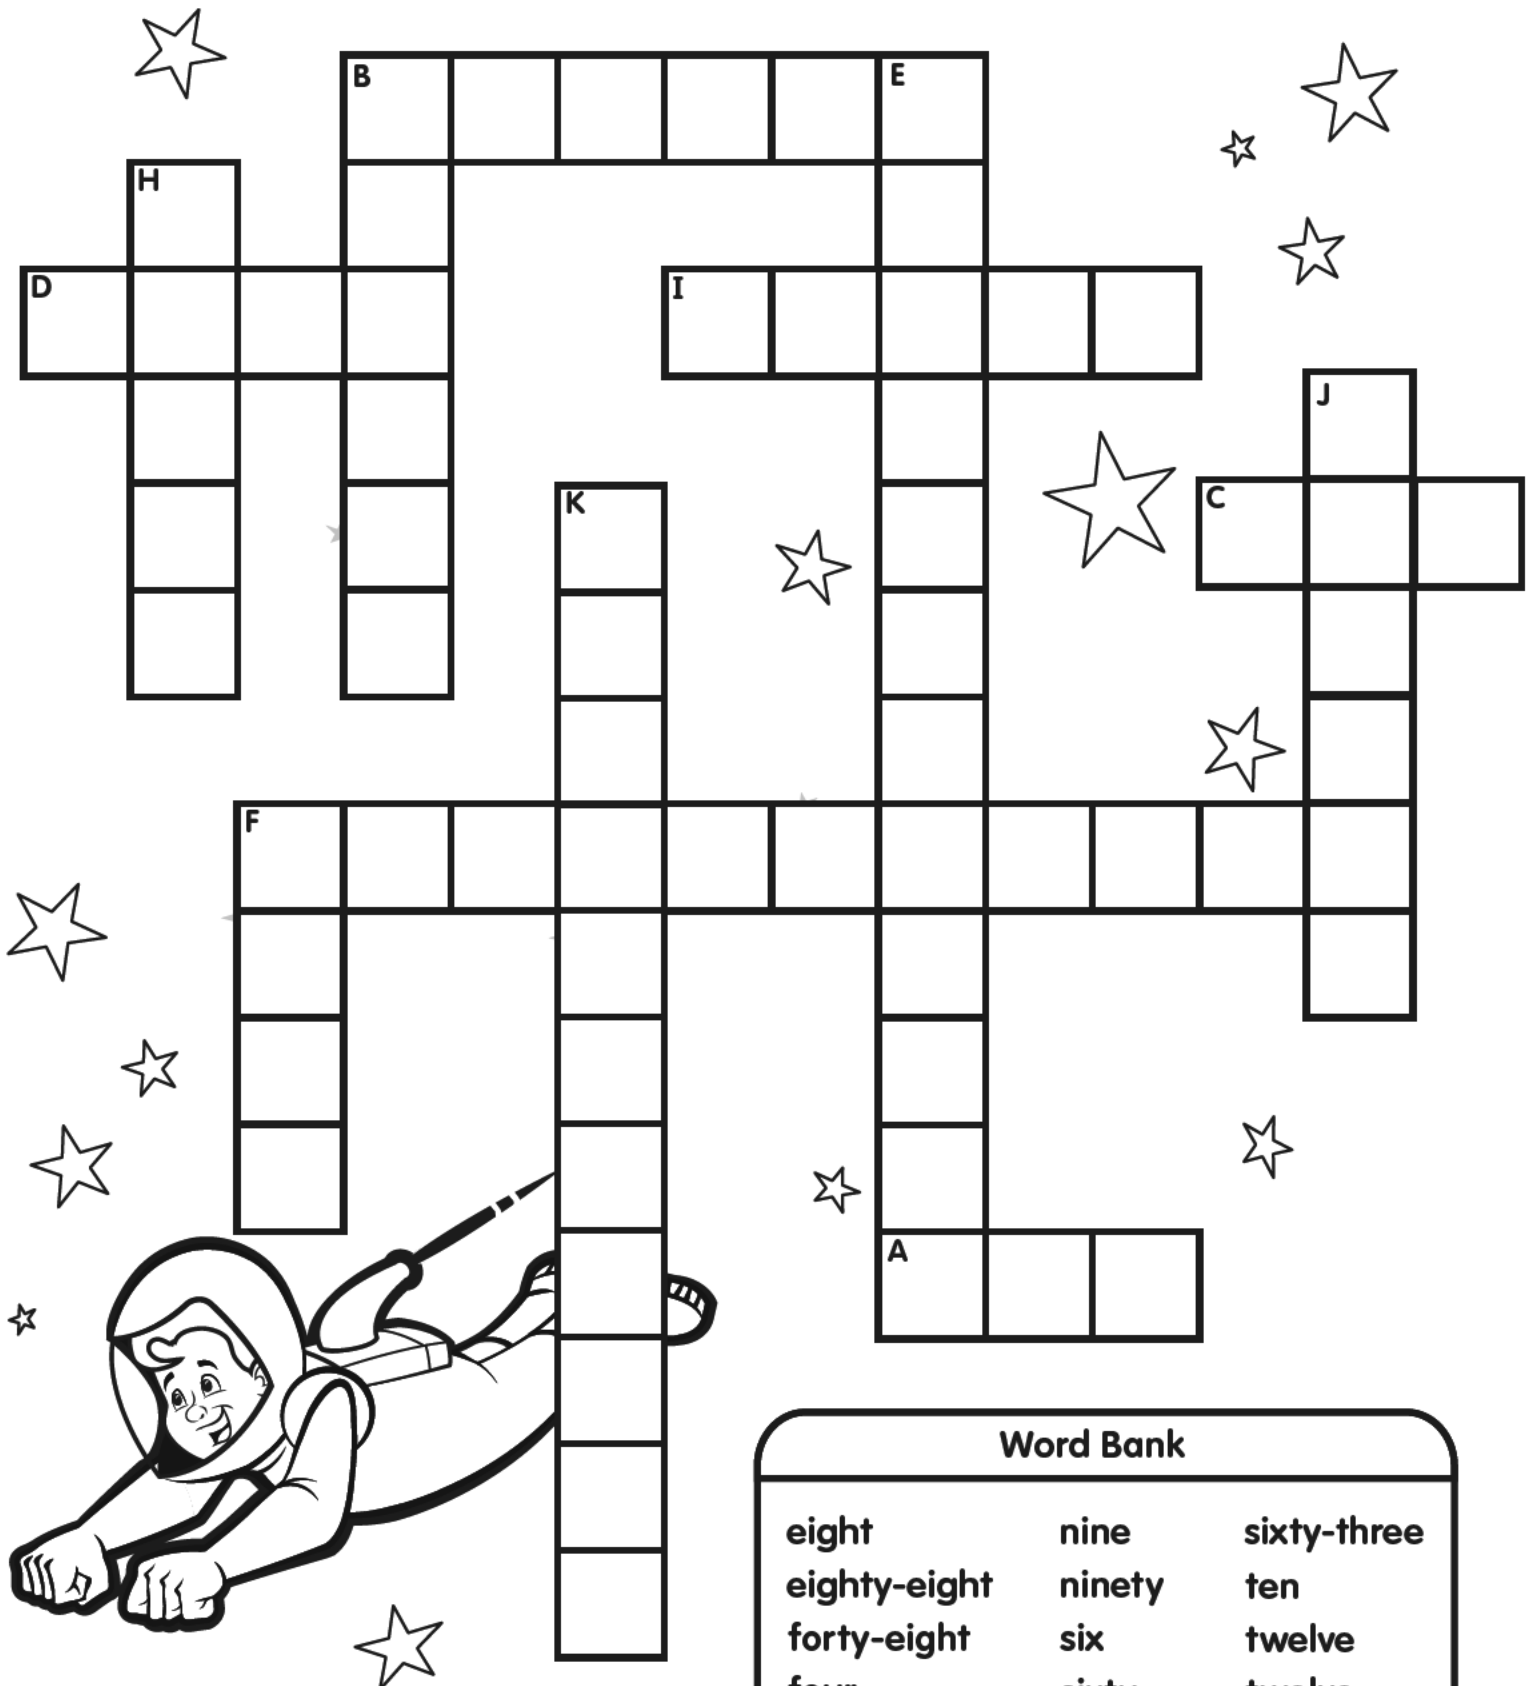 B E
H
D I
J
K C
F
A
Word Bank
eight nine sixty-three
eighty-eight ninety ten
forty-eight six twelve